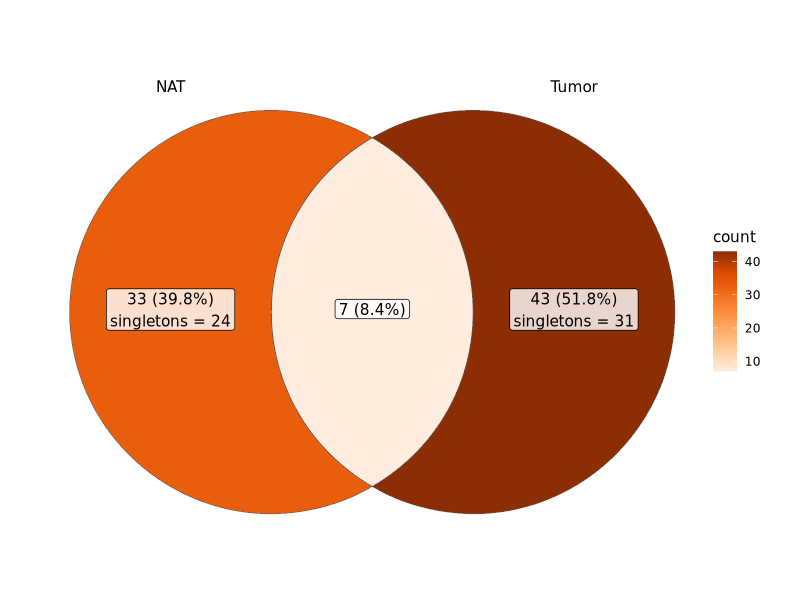 NAT
Tumor
33 (39.8%)
singletons = 24
7 (8.4%)
43 (51.8%)
singletons = 31
count
40
30
20
10